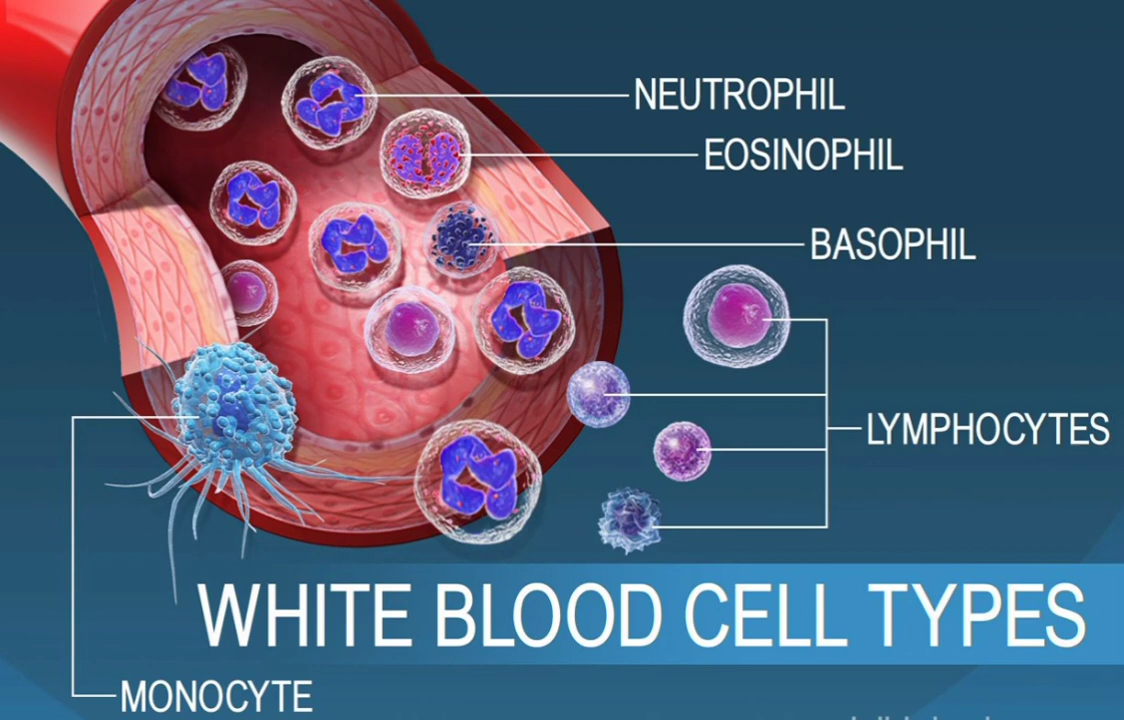 NEUTROPHIL
EOSINOPHIL
BASOPHIL
LYMPHOCYTES
WHITE BLOOD CELL TYPES
MONOCYTE